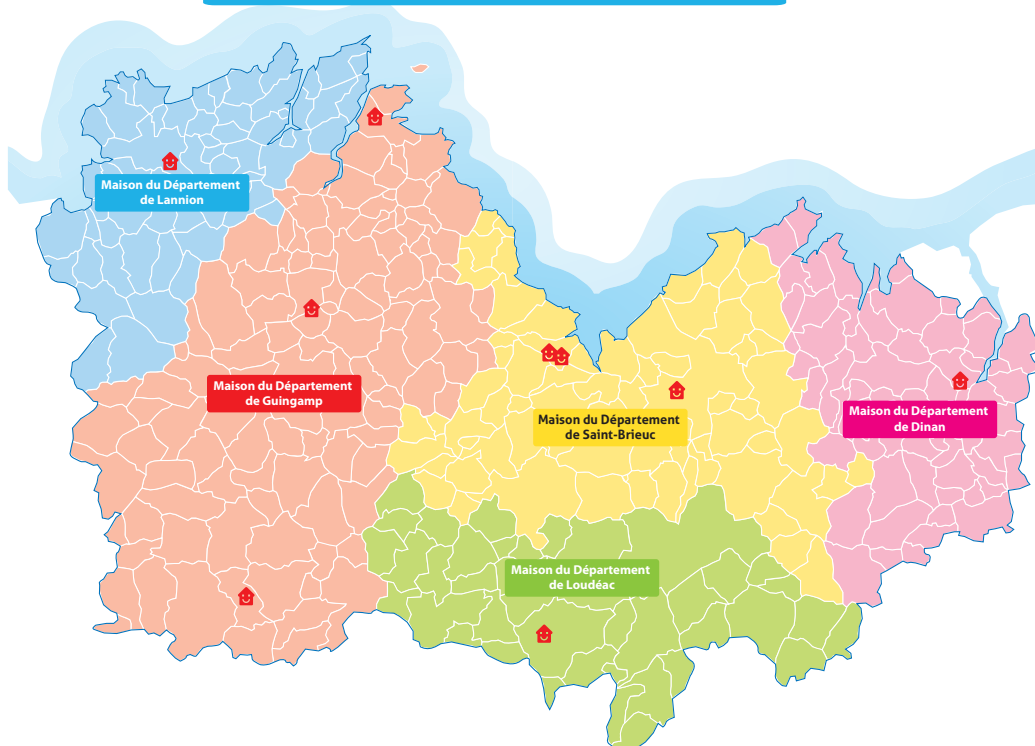 Maison du Département
de Lannion
Maison du Département
de Guingamp
Maison du Département
de Saint-Brieuc
Maison du Département
de Dinan
Maison du Département
de Loudéac